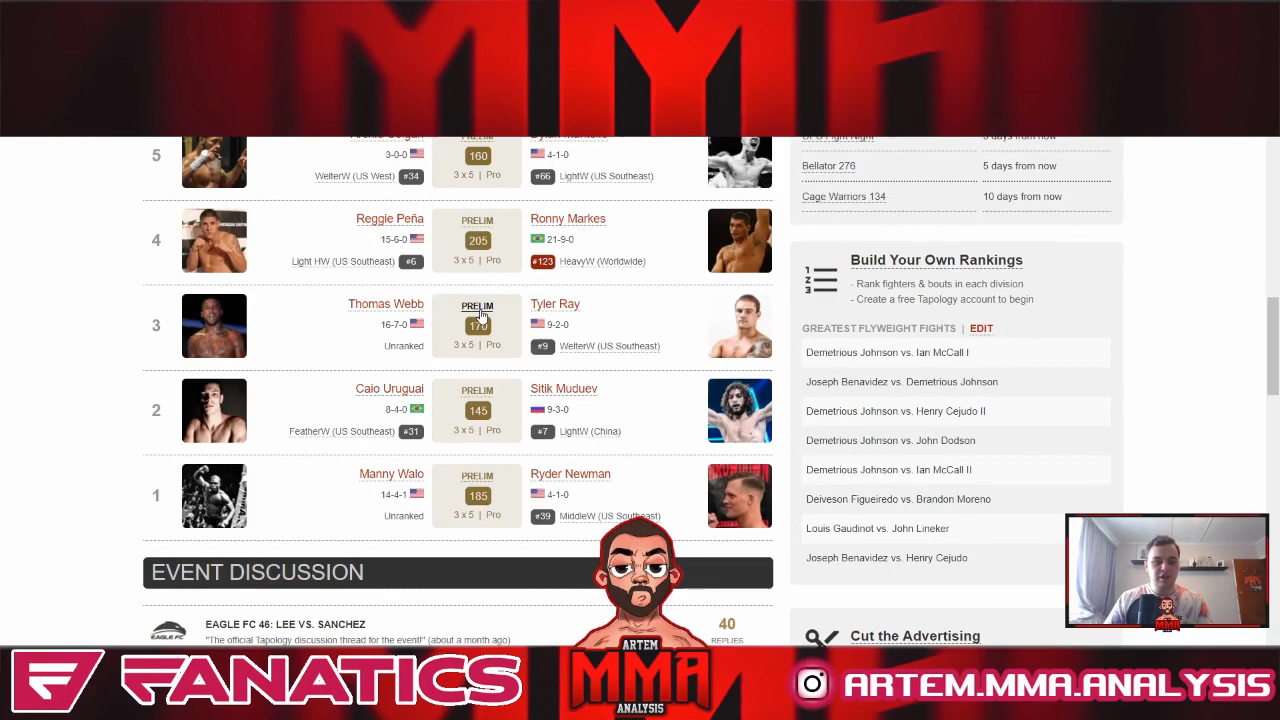 MMA
5
PRELIM
3-0-0
160
4-1-0
WelterW (US West) #34
3 x 5 | Pro
#66 LightW (US Southeast)
4
Reggie Peña
PRELIM
Ronny Markes
15-6-0
205
21-9-0
Light HW (US Southeast) #6
3 x 5 | Pro
#123 HeavyW (Worldwide)
3
Thomas Webb
PRELIM
Tyler Ray
16-7-0
170
9-2-0
Unranked
3 x 5 | Pro
#9 WelterW (US Southeast)
2
Caio Uruguai
PRELIM
Sitik Muduev
8-4-0
145
9-3-0
FeatherW (US Southeast) #31
3 x 5 | Pro
#7 LightW (China)
1
Manny Walo
PRELIM
Ryder Newman
14-4-1
185
4-1-0
Unranked
3 x 5 | Pro
#39 MiddleW (US Southeast)
EVENT DISCUSSION
EAGLE FC
EAGLE FC 46: LEE VS. SANCHEZ
"The official Tapology discussion thread for the event!" (about a month ago)
40
REPLIES
Bellator 276
5 days from now
Cage Warriors 134
10 days from now
Build Your Own Rankings
- Rank fighters & bouts in each division
- Create a free Tapology account to begin
GREATEST FLYWEIGHT FIGHTS | EDIT
Demetrious Johnson vs. Ian McCall I
Joseph Benavidez vs. Demetrious Johnson
Demetrious Johnson vs. Henry Cejudo II
Demetrious Johnson vs. John Dodson
Demetrious Johnson vs. Ian McCall II
Deiveson Figueiredo vs. Brandon Moreno
Louis Gaudinot vs. John Lineker
Joseph Benavidez vs. Henry Cejudo
Cut the Advertising
FANATICS
ARTEM
MMA
ANALYSIS
ARTEM.MMA.ANALYSIS